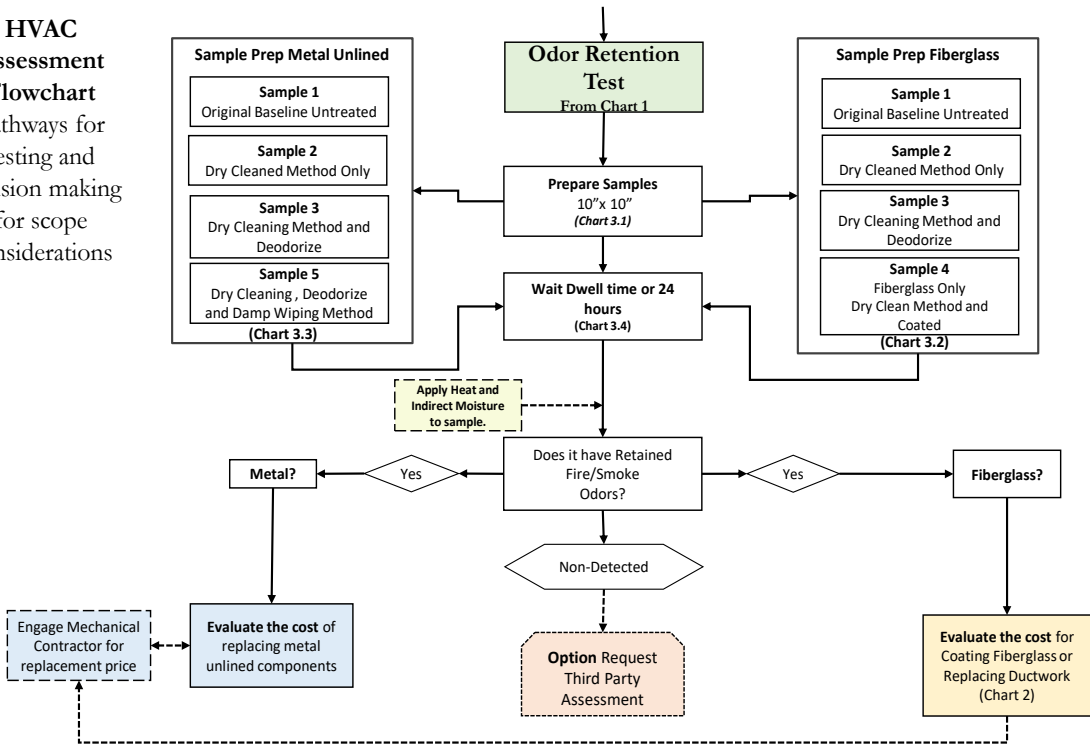 HVAC
ssessment
lowchart
thways for
esting and
ision making
for scope
nsiderations
Sample Prep Metal Unlined
Sample 1
Original Baseline Untreated
Sample 2
Dry Cleaned Method Only
Sample 3
Dry Cleaning Method and
Deodorize
Sample 5
Dry Cleaning , Deodorize
and Damp Wiping Method
(Chart 3.3)
Odor Retention
Test
From Chart 1
Prepare Samples
10”x 10”
(Chart 3.1)
Wait Dwell time or 24
hours
(Chart 3.4)
Sample Prep Fiberglass
Sample 1
Original Baseline Untreated
Sample 2
Dry Cleaned Method Only
Sample 3
Dry Cleaning Method and
Deodorize
Sample 4
Fiberglass Only
Dry Clean Method and
Coated
(Chart 3.2)
Apply Heat and
Indirect Moisture
to sample.
Metal?
Yes
Does it have Retained
Fire/Smoke
Odors?
Yes
Fiberglass?
Non-Detected
Engage Mechanical
Contractor for
replacement price
Evaluate the cost of
replacing metal
unlined components
Option Request
Third Party
Assessment
Evaluate the cost for
Coating Fiberglass or
Replacing Ductwork
(Chart 2)